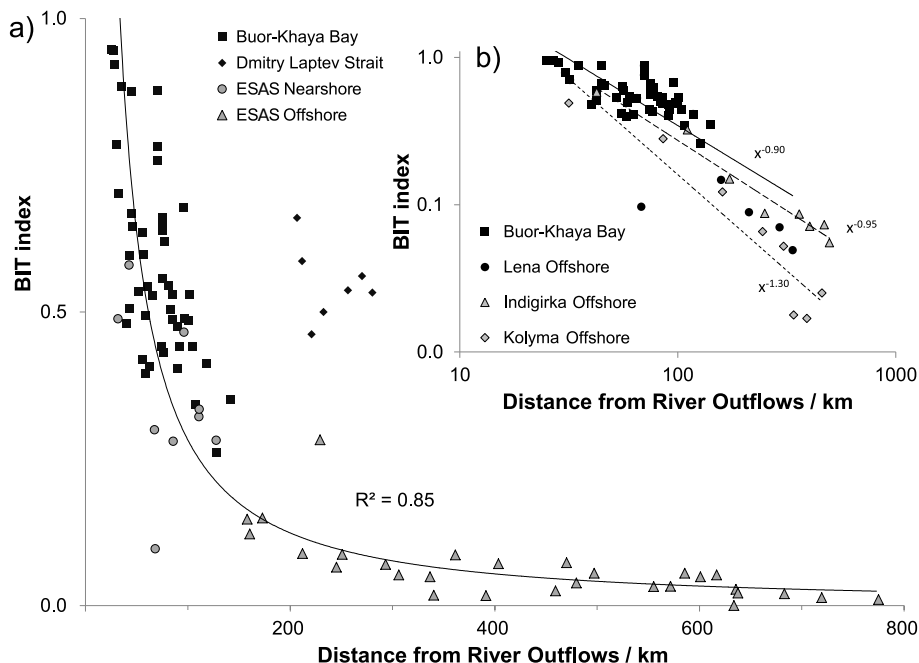 a)
1.0
0.5
0.0
BIT index
200
400
600
800
Distance from River Outflows / km
Buor-Khaya Bay
Dmitry Laptev Strait
ESAS Nearshore
ESAS Offshore
R² = 0.85
b)
1.0
0.1
0.0
BIT index
10
100
1000
Distance from River Outflows / km
x-0.90
x-0.95
x-1.30
Buor-Khaya Bay
Lena Offshore
Indigirka Offshore
Kolyma Offshore